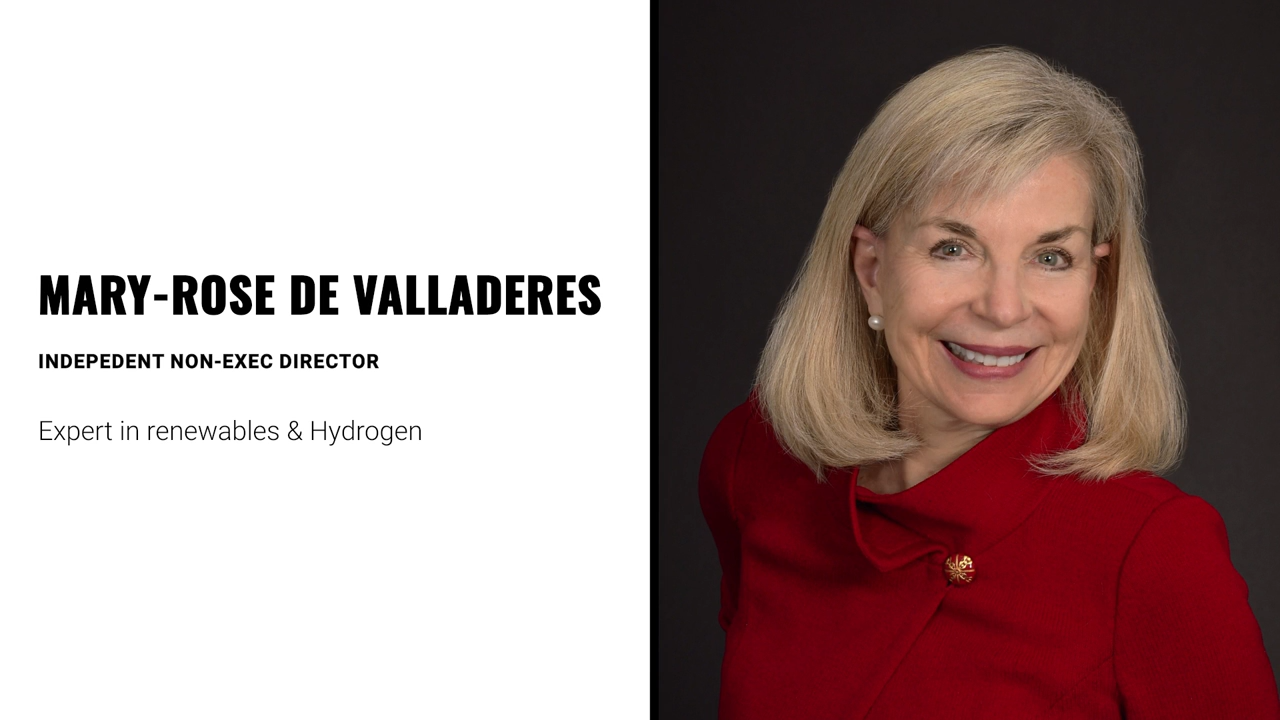 MARY-ROSE DE VALLADERES
INDEPEDENT NON-EXEC DIRECTOR
Expert in renewables & Hydrogen